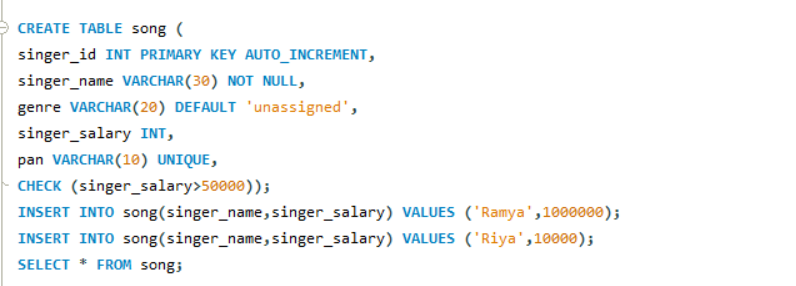 CREATE TABLE song (
singer_id INT PRIMARY KEY AUTO_INCREMENT,
singer_name VARCHAR(30) NOT NULL,
genre VARCHAR(20) DEFAULT 'unassigned',
singer_salary INT,
pan VARCHAR(10) UNIQUE,
CHECK (singer_salary>50000));
INSERT INTO song(singer_name,singer_salary) VALUES ('Ramya',1000000);
INSERT INTO song(singer_name,singer_salary) VALUES ('Riya',10000);
SELECT * FROM song;